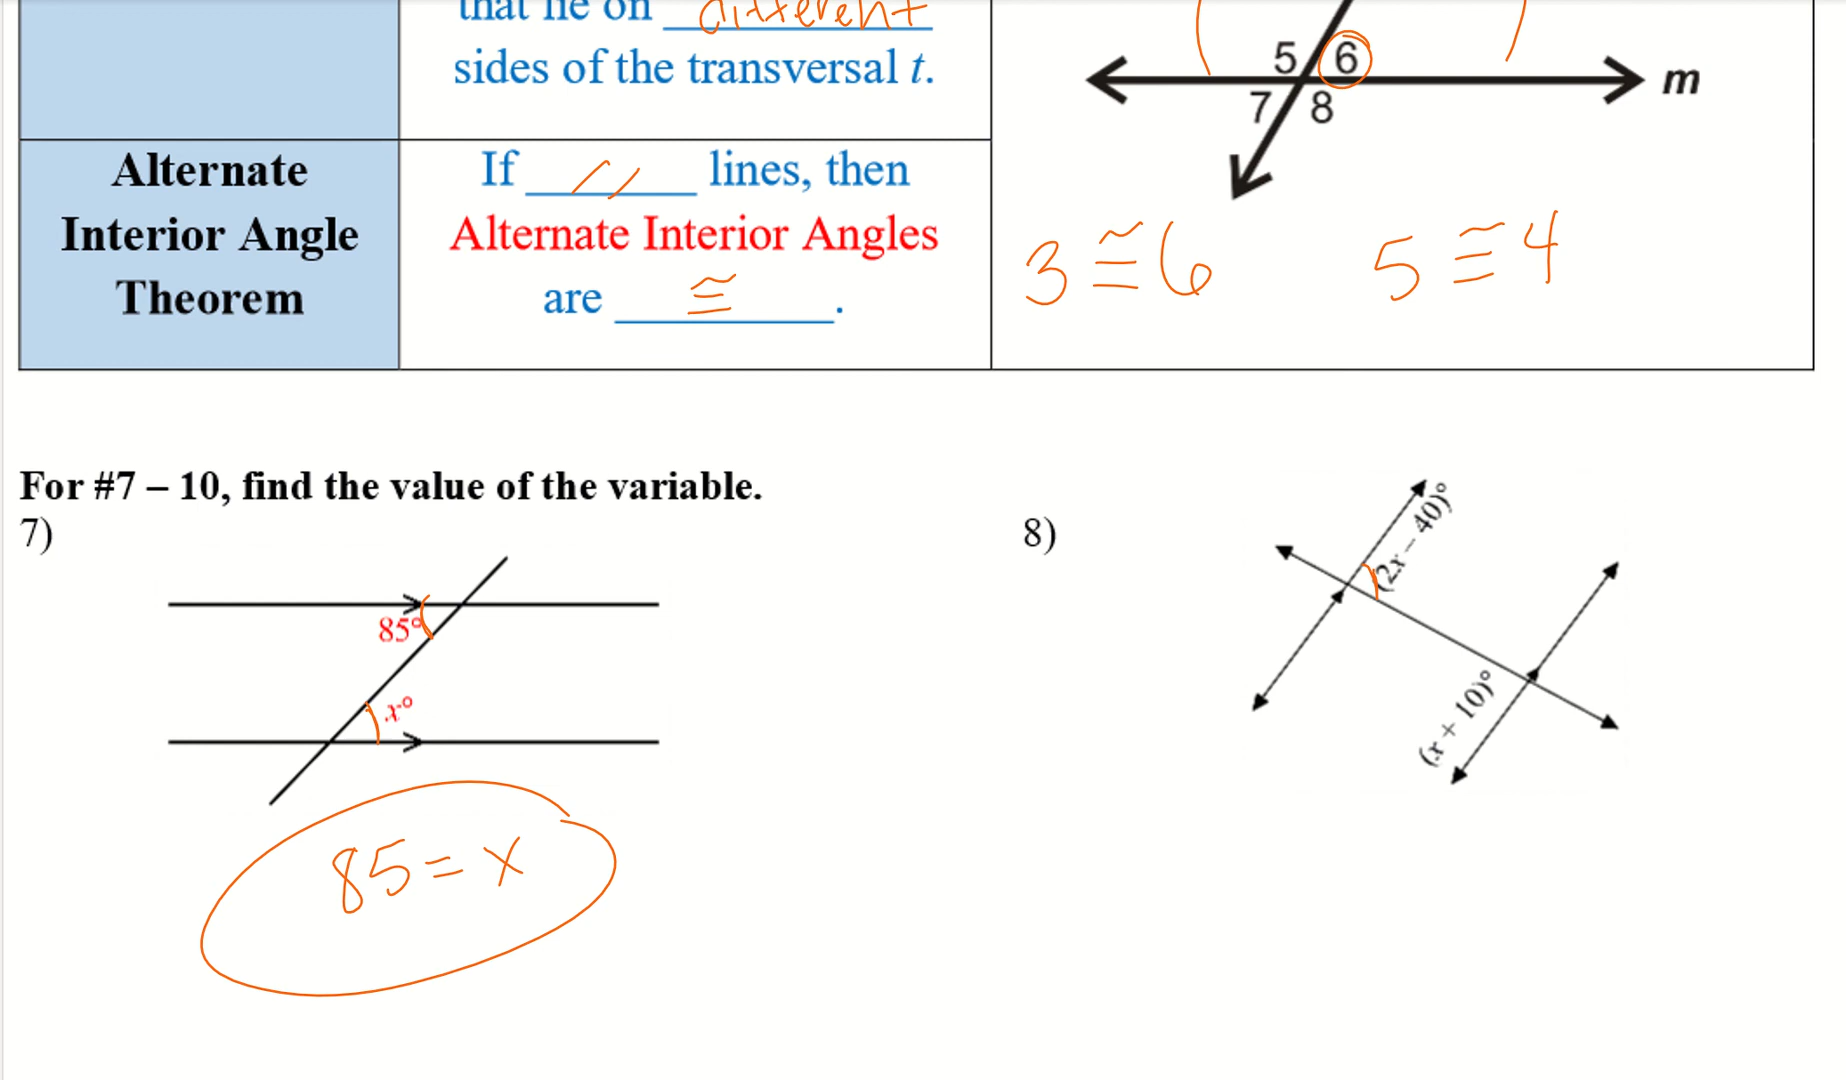 that lie on different
sides of the transversal t.
5 6
m
7 8
Alternate
Interior Angle
Theorem
If // lines, then
Alternate Interior Angles
are ≅.
3 ≅ 6 5 ≅ 4
For #7 – 10, find the value of the variable.
7)
85°
x°
85 = x
8)
(2x – 40)°
(x + 10)°